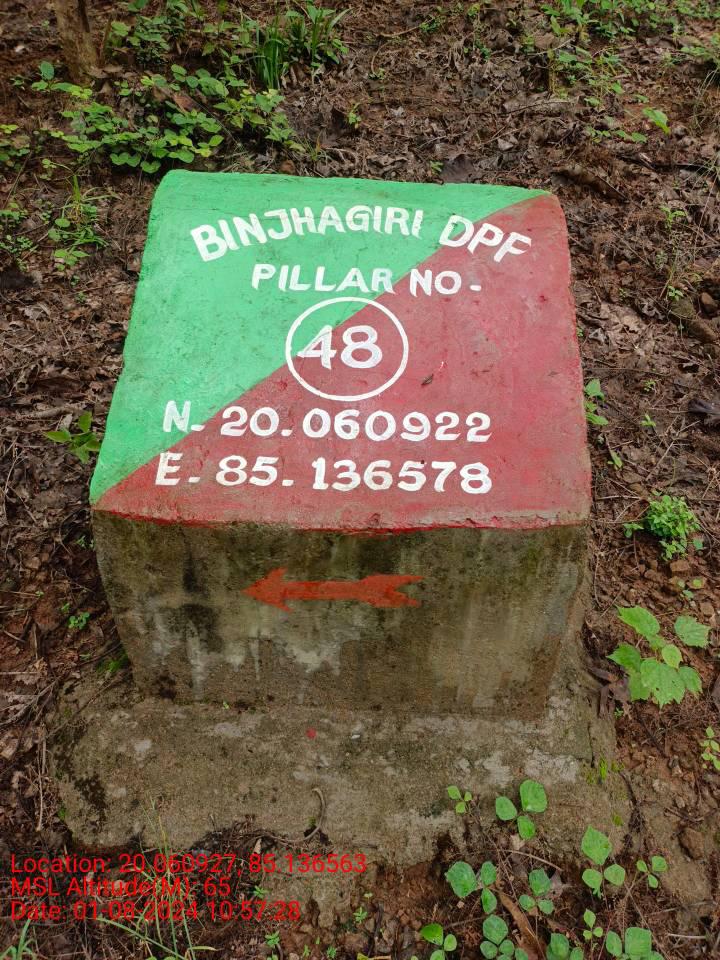 BINJHAGIRI DPF
PILLAR NO-
48
N- 20.060922
E. 85.136578
Location: 20.060927, 85.136563
MSL Altitude(M): 65
Date: 01-08-2024 10:57:28